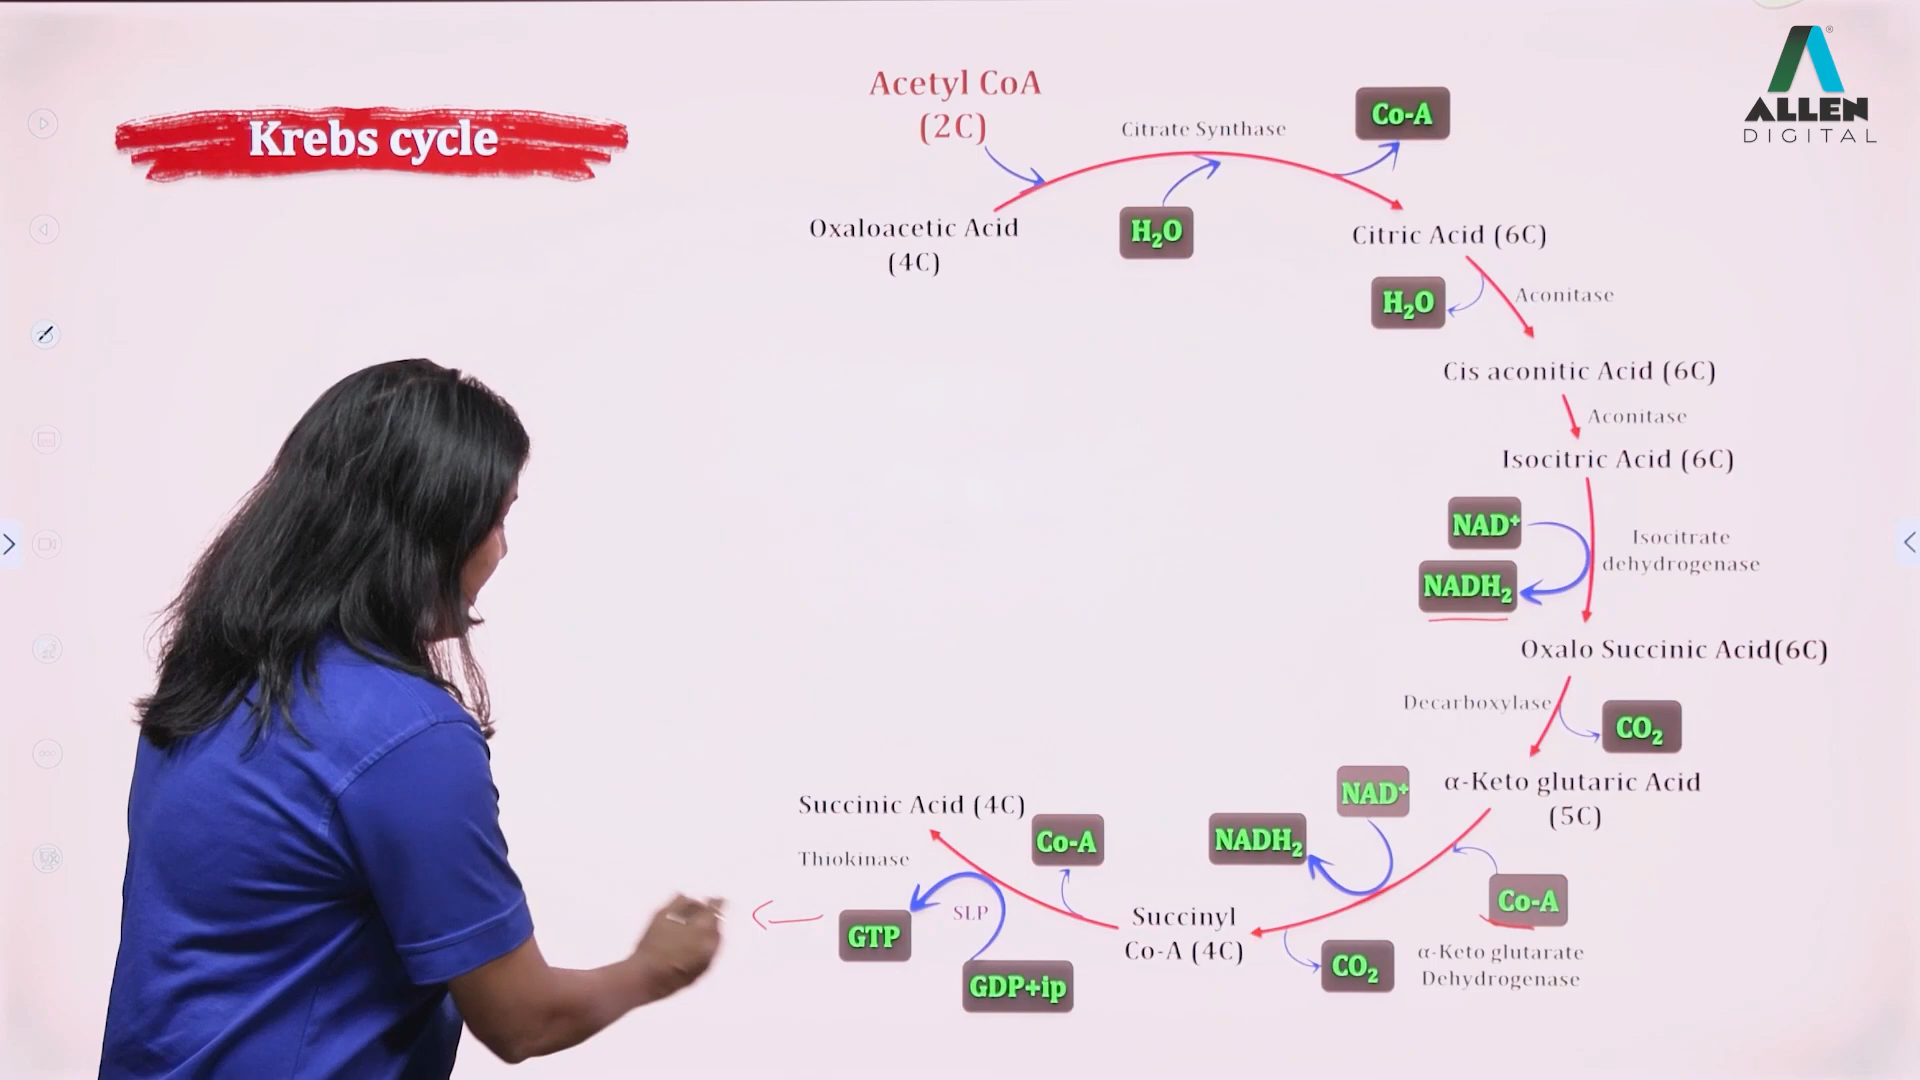 ALLEN
DIGITAL
Krebs cycle
Acetyl CoA
(2C)
Citrate Synthase
Co-A
Oxaloacetic Acid
(4C)
H₂O
Citric Acid (6C)
H₂O
Aconitase
Cis aconitic Acid (6C)
Aconitase
Isocitric Acid (6C)
NAD⁺
NADH₂
Isocitrate
dehydrogenase
Oxalo Succinic Acid(6C)
Decarboxylase
CO₂
α-Keto glutaric Acid
(5C)
NAD⁺
NADH₂
Co-A
α-Keto glutarate
Dehydrogenase
CO₂
Succinyl
Co-A (4C)
Co-A
Succinic Acid (4C)
Thiokinase
SLP
GTP
GDP+ip